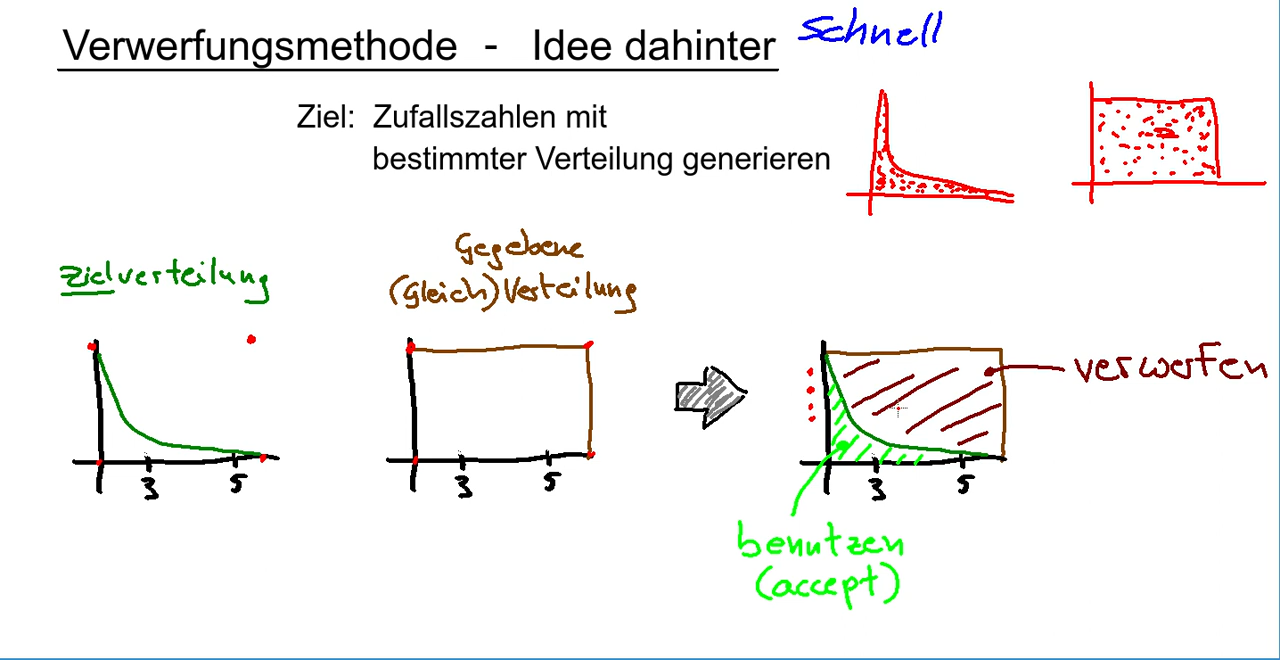 Verwerfungsmethode - Idee dahinter
Schnell
Ziel: Zufallszahlen mit
bestimmter Verteilung generieren
Zielverteilung
Gegebene
(Gleich)Verteilung
verwerfen
3 5
3 5
3 5
benutzen
(accept)